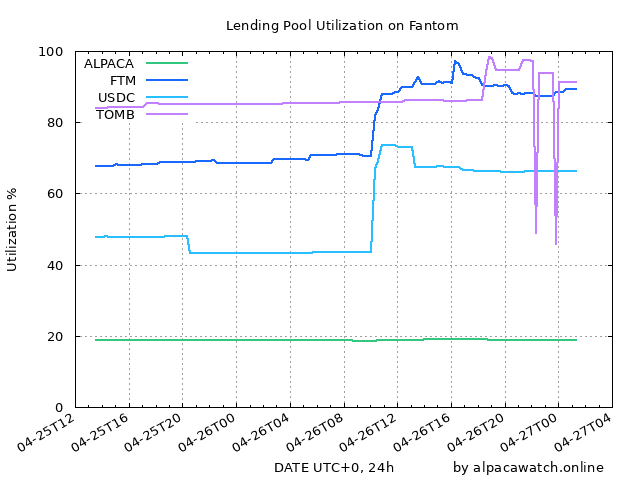 Lending Pool Utilization on Fantom
100
80
60
40
20
0
Utilization %
ALPACA
FTM
USDC
TOMB
04-25T12
04-25T16
04-25T20
04-26T00
04-26T04
04-26T08
04-26T12
04-26T16
04-26T20
04-27T00
04-27T04
DATE UTC+0, 24h
by alpacawatch.online